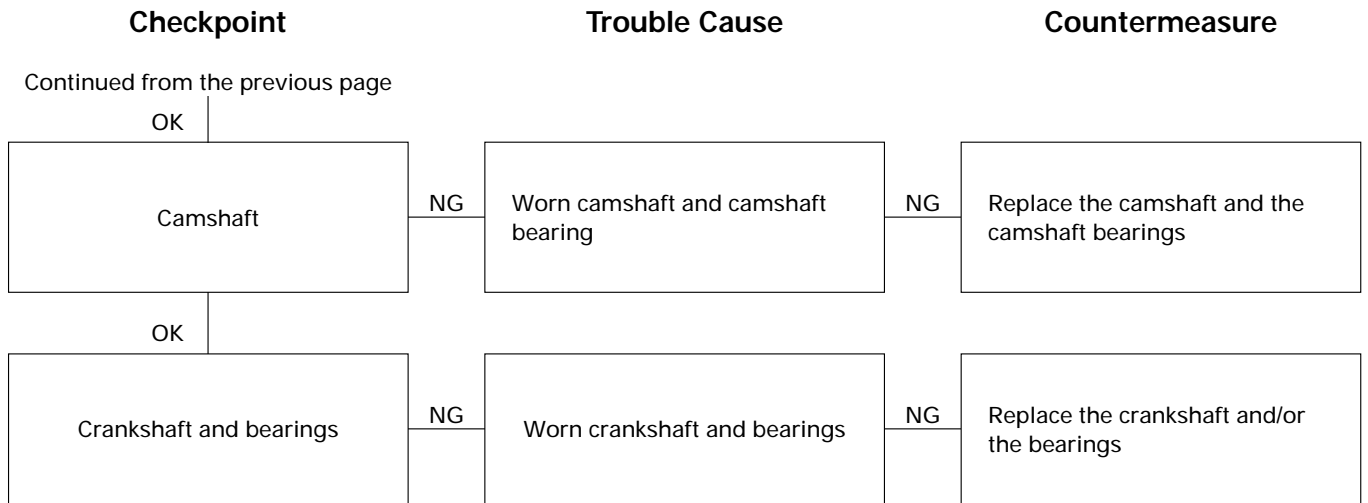 Checkpoint
Trouble Cause
Countermeasure
Continued from the previous page
OK
Camshaft
NG
Worn camshaft and camshaft
bearing
NG
Replace the camshaft and the
camshaft bearings
OK
Crankshaft and bearings
NG
Worn crankshaft and bearings
NG
Replace the crankshaft and/or
the bearings